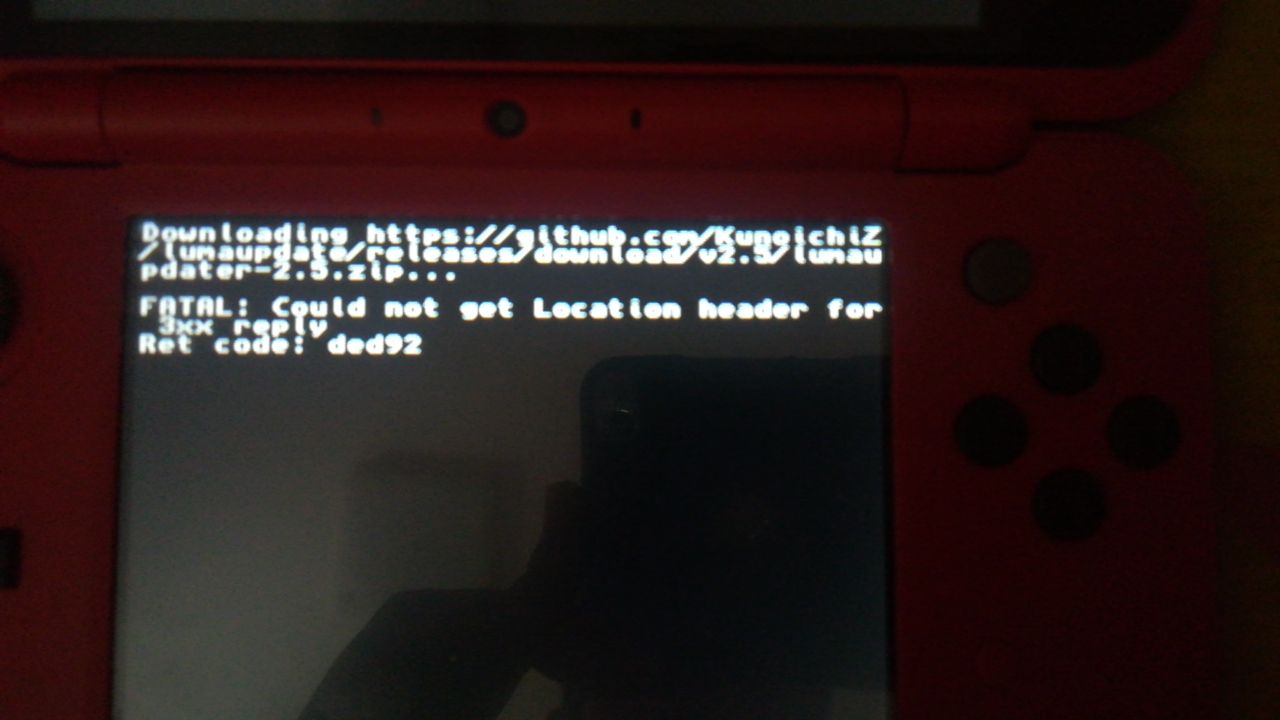 Downloading https://github.com/KunoichiZ
/lumaupdate/releases/download/v2.5/lumau
pdater-2.5.zip...
FATAL: Could not get Location header for
3xx reply
Ret code: ded92